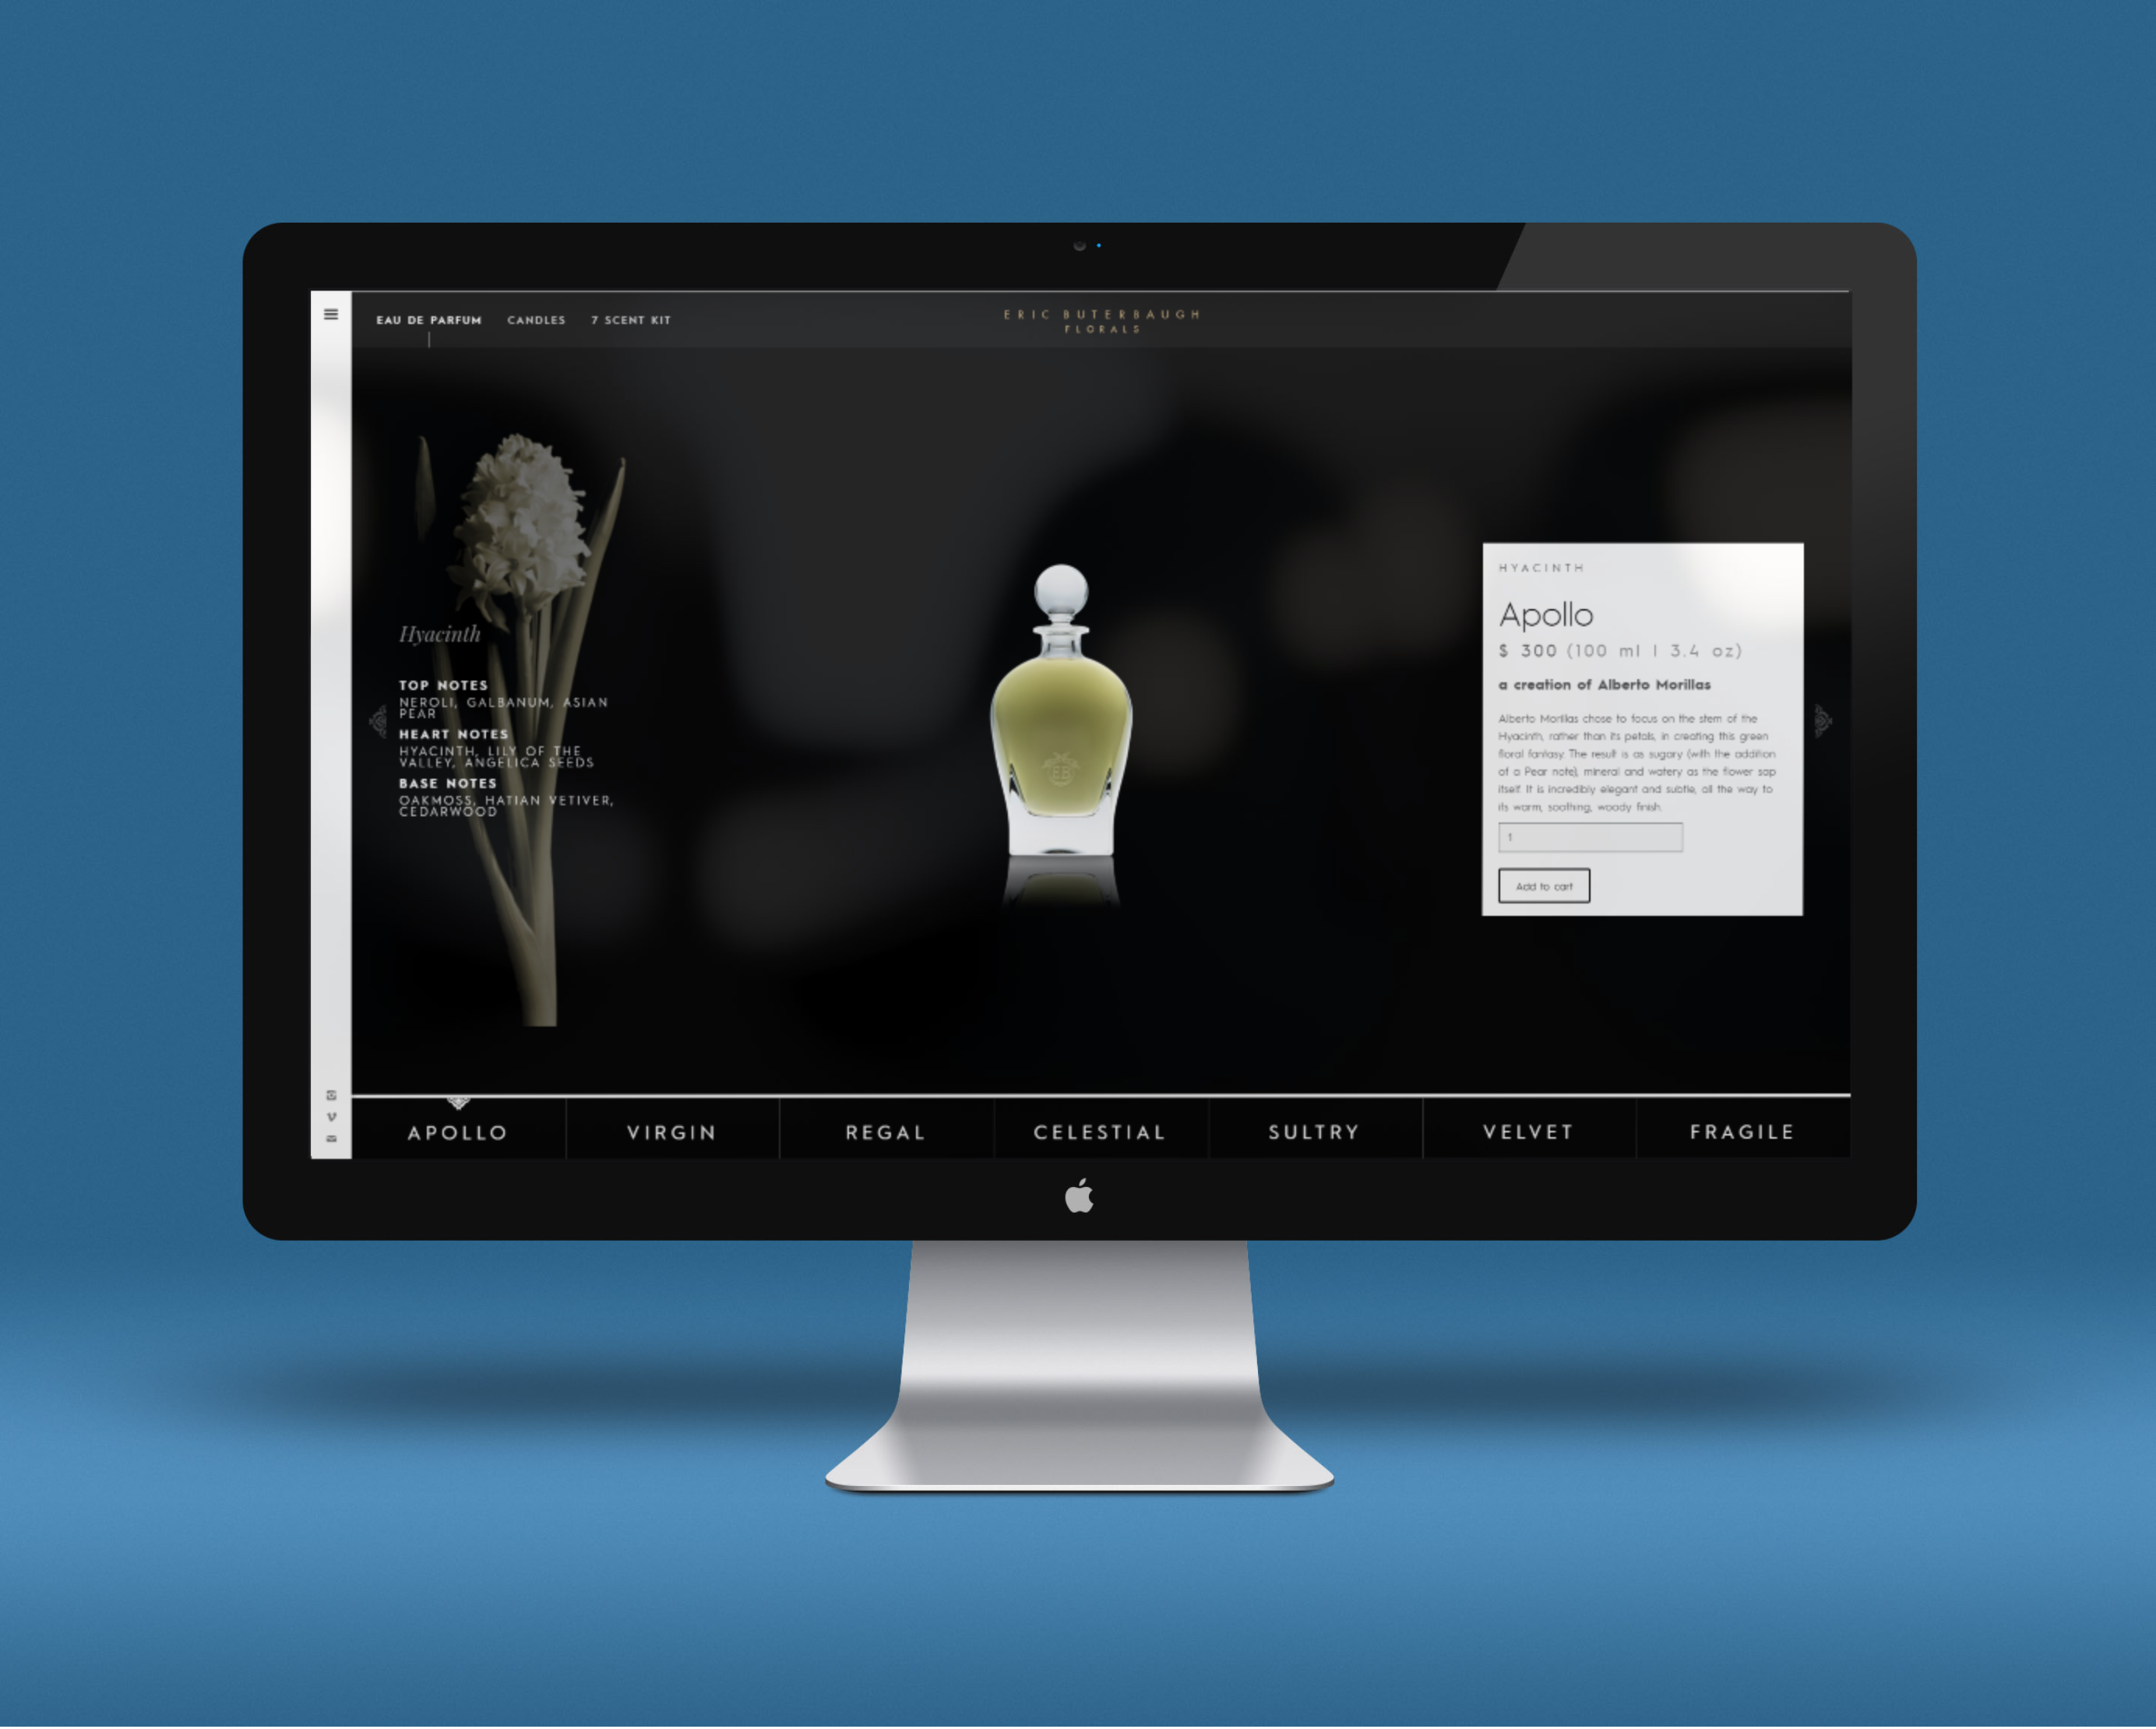 EAU DE PARFUM CANDLES 7 SCENT KIT
ERIC BUTERBAUGH
FLORALS
Hyacinth
TOP NOTES
NEROLI, GALBANUM, ASIAN
PEAR
HEART NOTES
HYACINTH, LILY OF THE
VALLEY, ANGELICA SEEDS
BASE NOTES
OAKMOSS, HATIAN VETIVER,
CEDARWOOD
EB
HYACINTH
Apollo
$ 300 (100 ml | 3.4 oz)
a creation of Alberto Morillas
Alberto Morillas chose to focus on the stem of the
Hyacinth, rather than its petals, in creating this green
floral fantasy. The result is as sugary (with the addition
of a Pear note), mineral and watery as the flower sap
itself. It is incredibly elegant and subtle, all the way to
its warm, soothing, woody finish.
1
Add to cart
APOLLO VIRGIN REGAL CELESTIAL SULTRY VELVET FRAGILE